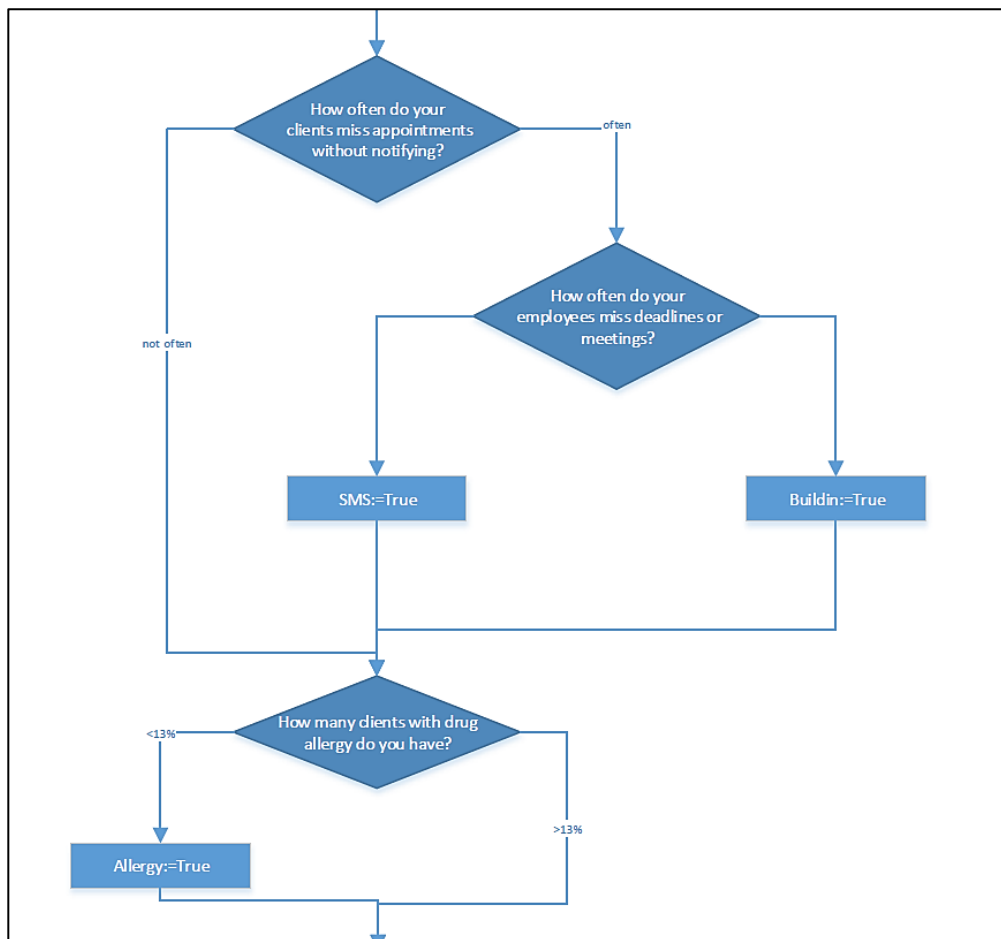 How often do your
clients miss appointments
without notifying?
often
How often do your
employees miss deadlines or
meetings?
not often
SMS:=True
Buildin:=True
How many clients with drug
allergy do you have?
<13%
>13%
Allergy:=True